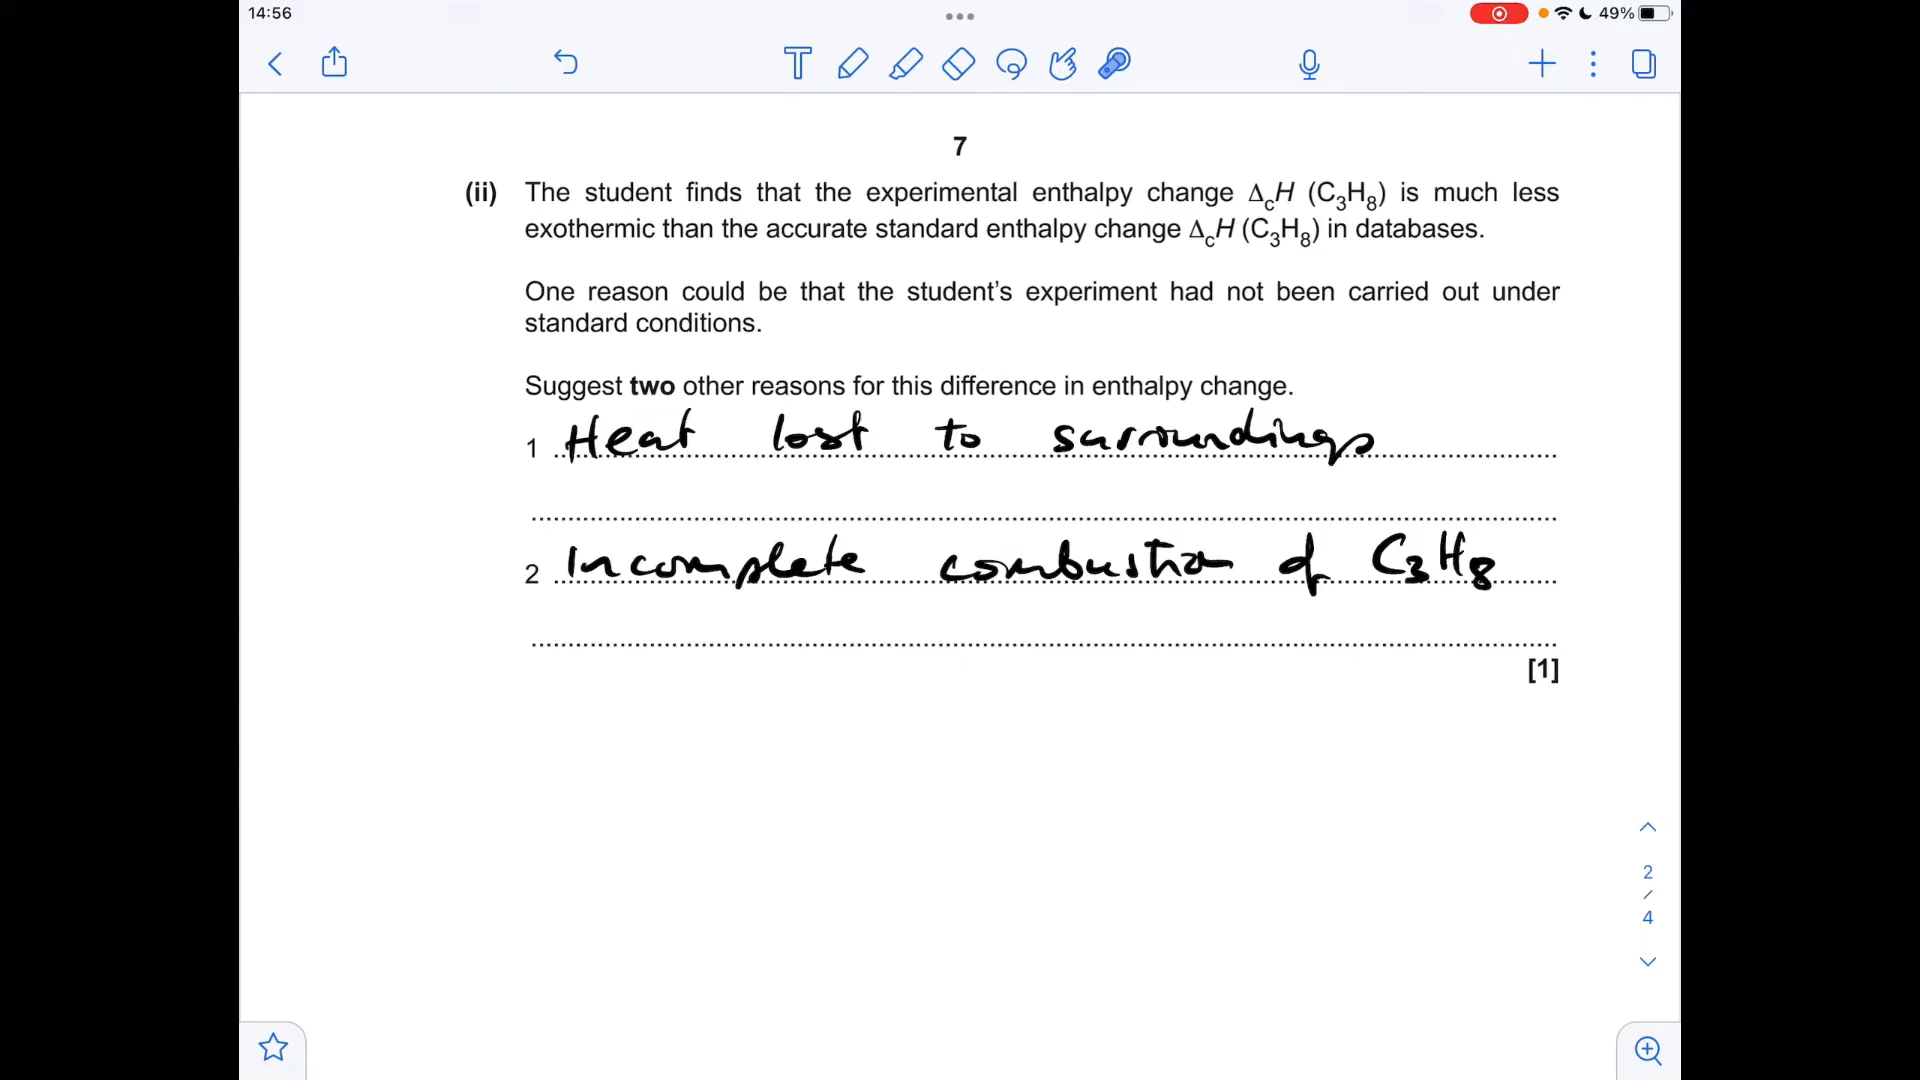 14:56
49%
7
(ii) The student finds that the experimental enthalpy change ΔcH (C3H8) is much less
exothermic than the accurate standard enthalpy change ΔcH (C3H8) in databases.
One reason could be that the student's experiment had not been carried out under
standard conditions.
Suggest two other reasons for this difference in enthalpy change.
1 Heat lost to surroundings
2 Incomplete combustion of C3H8
[1]
2
/
4